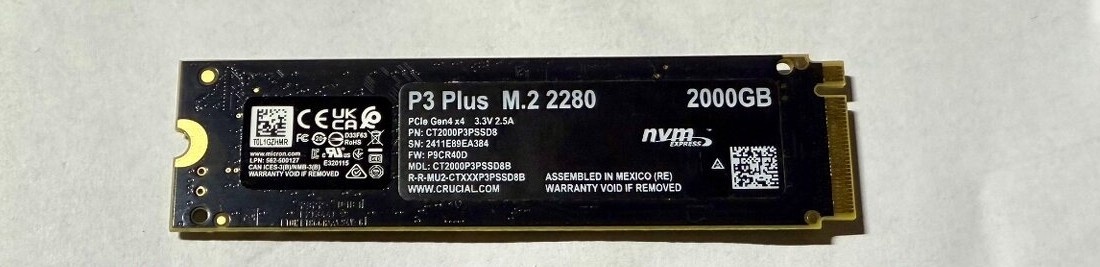 T0L1GZHMR
CE UK CA
FC 20 D33F63
RoHS
E320115
www.micron.com
LPN: 562-500127
CAN ICES-3(B)/NMB-3(B)
WARRANTY VOID IF REMOVED
P3 Plus M.2 2280 2000GB
PCIe Gen4 x4 3.3V 2.5A
PN: CT2000P3PSSD8
SN: 2411E89EA384
FW: P9CR40D
MDL: CT2000P3PSSD8B
R-R-MU2-CTXXXP3PSSD8B
WWW.CRUCIAL.COM
nvm
EXPRESS
ASSEMBLED IN MEXICO (RE)
WARRANTY VOID IF REMOVED